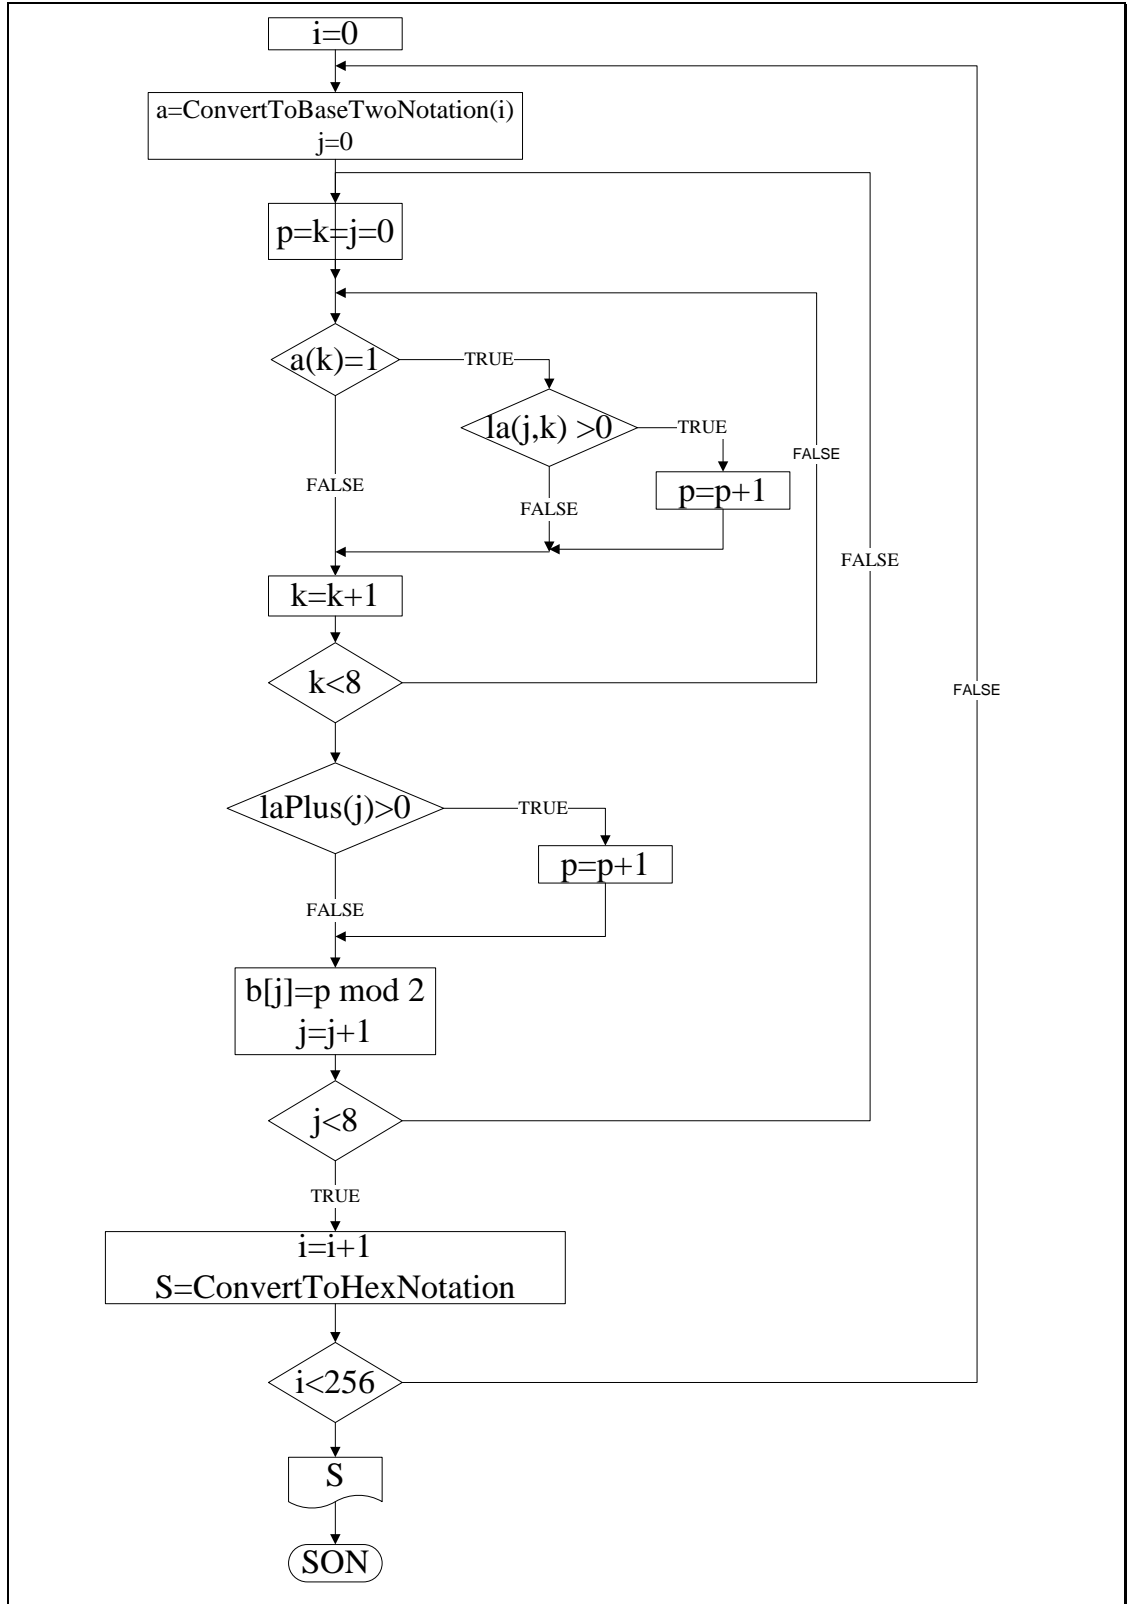 i=0
a=ConvertToBaseTwoNotation(i)
j=0
p=k=j=0
a(k)=1
TRUE
la(j,k) >0
TRUE
FALSE
FALSE
FALSE
p=p+1
FALSE
k=k+1
k<8
FALSE
laPlus(j)>0
TRUE
p=p+1
FALSE
b[j]=p mod 2
j=j+1
j<8
TRUE
i=i+1
S=ConvertToHexNotation
i<256
S
SON